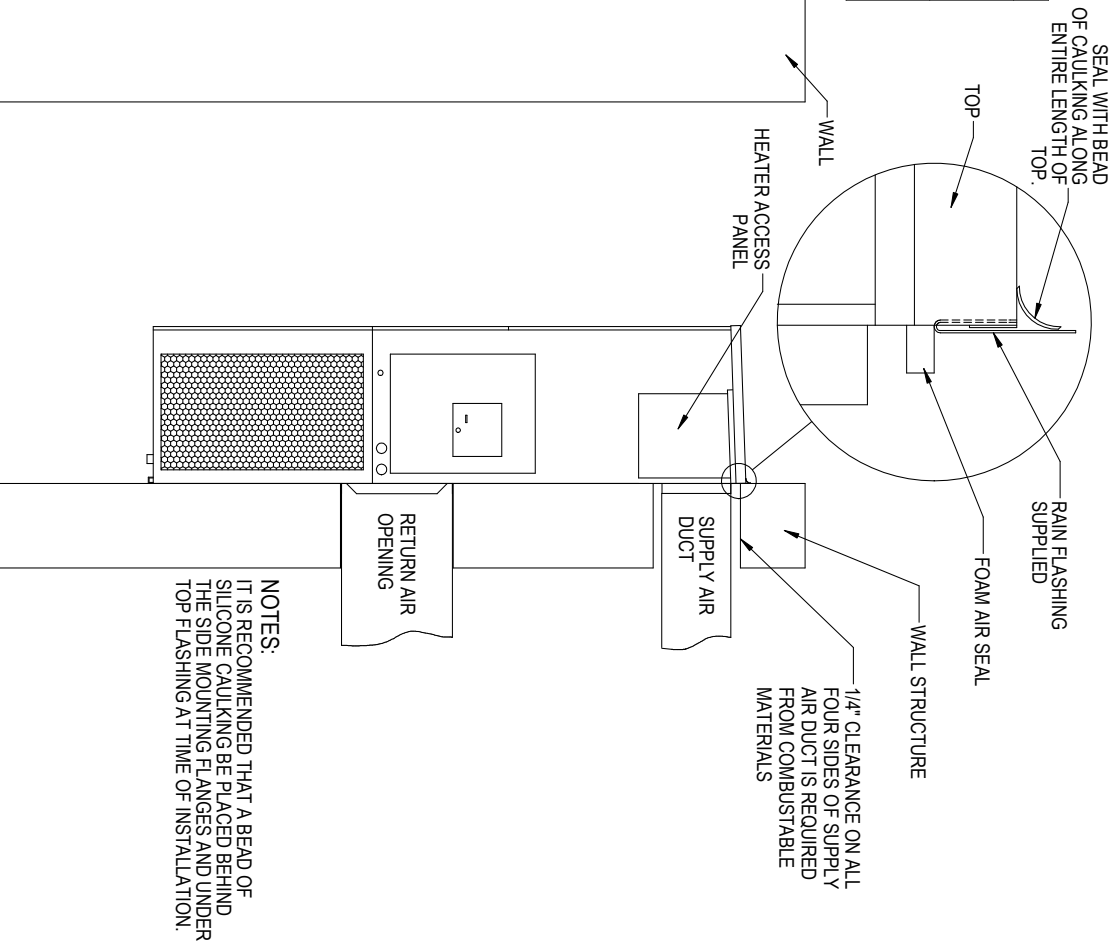 SEAL WITH BEAD
OF CAULKING ALONG
ENTIRE LENGTH OF
TOP.
TOP
WALL
HEATER ACCESS
PANEL
RAIN FLASHING
SUPPLIED
FOAM AIR SEAL
WALL STRUCTURE
1/4" CLEARANCE ON ALL
FOUR SIDES OF SUPPLY
AIR DUCT IS REQUIRED
FROM COMBUSTABLE
MATERIALS
SUPPLY AIR
DUCT
RETURN AIR
OPENING
NOTES:
IT IS RECOMMENDED THAT A BEAD OF
SILICONE CAULKING BE PLACED BEHIND
THE SIDE MOUNTING FLANGES AND UNDER
TOP FLASHING AT TIME OF INSTALLATION.